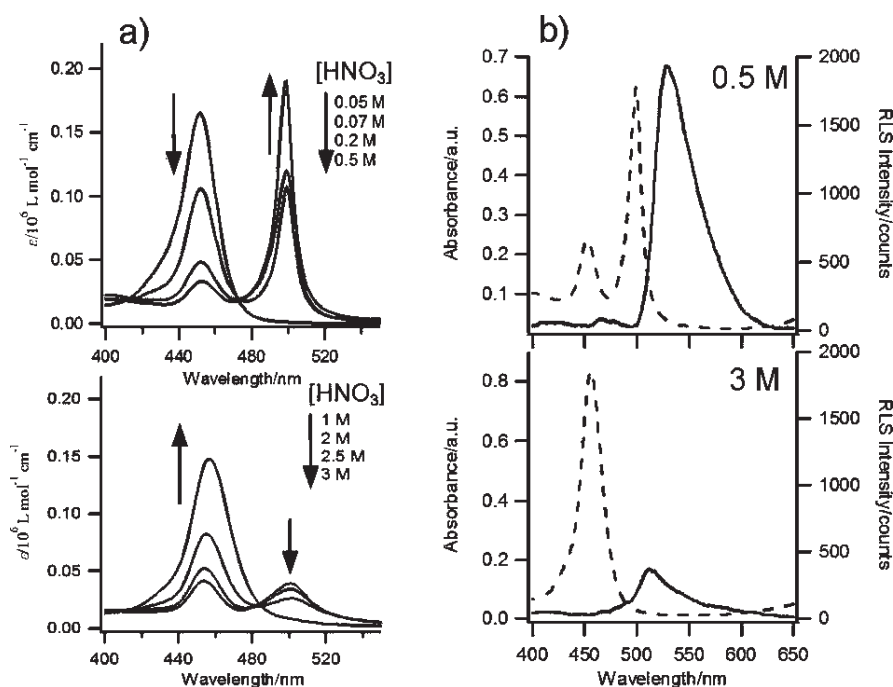 a)
0.20
0.15
0.10
0.05
0.00
ε/10⁶ L mol⁻¹ cm⁻¹
[HNO₃]
0.05 M
0.07 M
0.2 M
0.5 M
400 440 480 520
Wavelength/nm
0.20
0.15
0.10
0.05
0.00
ε/10⁶ L mol⁻¹ cm⁻¹
[HNO₃]
1 M
2 M
2.5 M
3 M
400 440 480 520
Wavelength/nm
b)
0.7
0.6
0.5
0.4
0.3
0.2
0.1
Absorbance/a.u.
0.5 M
2000
1500
1000
500
0
RLS Intensity/counts
0.8
0.6
0.4
0.2
0.0
Absorbance/a.u.
3 M
2000
1500
1000
500
0
RLS Intensity/counts
400 450 500 550 600 650
Wavelength/nm